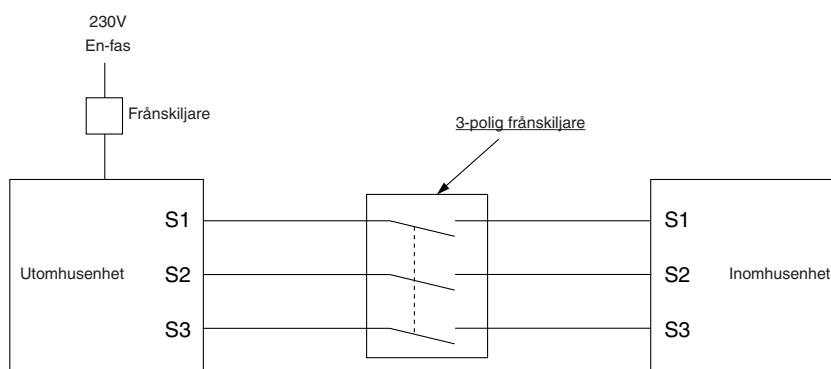 230V
En-fas
Frånskiljare
3-polig frånskiljare
S1
S1
Utomhusenhet
S2
S2
Inomhusenhet
S3
S3